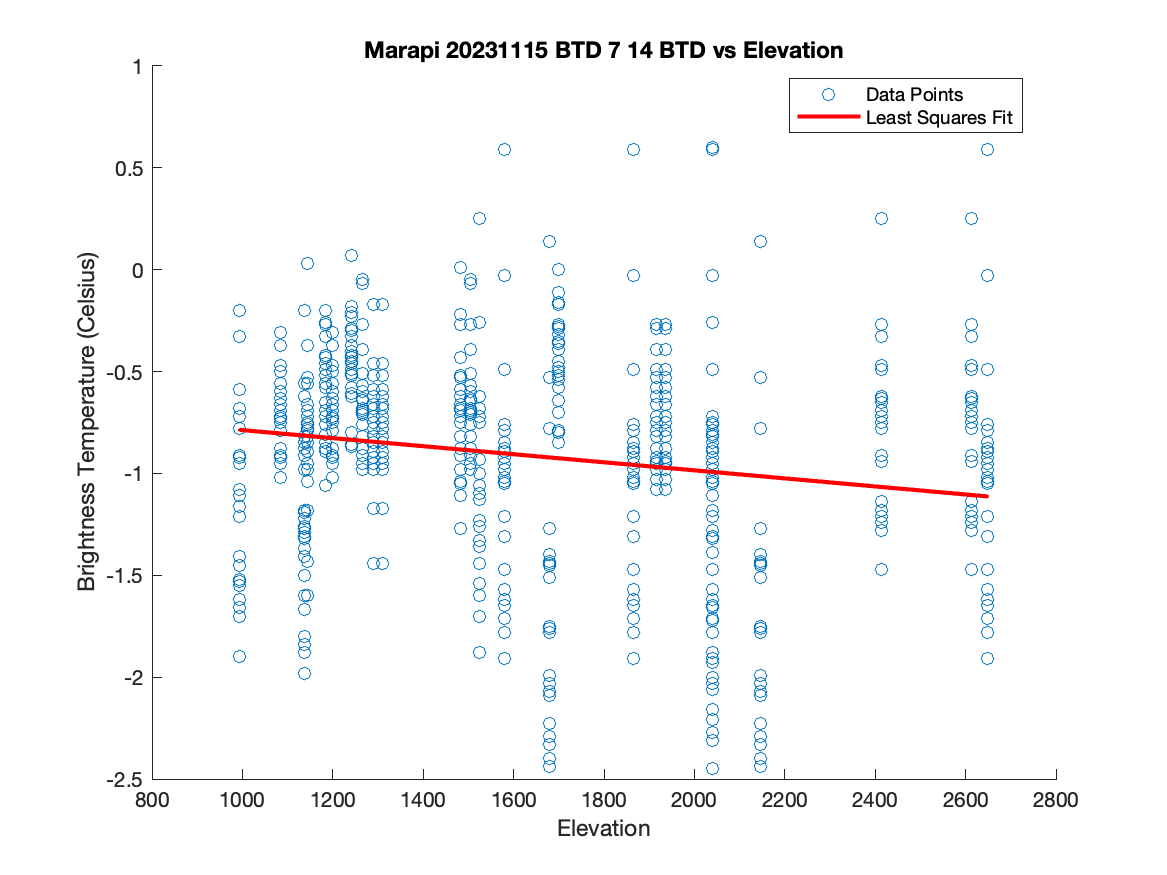 Marapi 20231115 BTD 7 14 BTD vs Elevation
Data Points
Least Squares Fit
Brightness Temperature (Celsius)
1
0.5
0
-0.5
-1
-1.5
-2
-2.5
800 1000 1200 1400 1600 1800 2000 2200 2400 2600 2800
Elevation